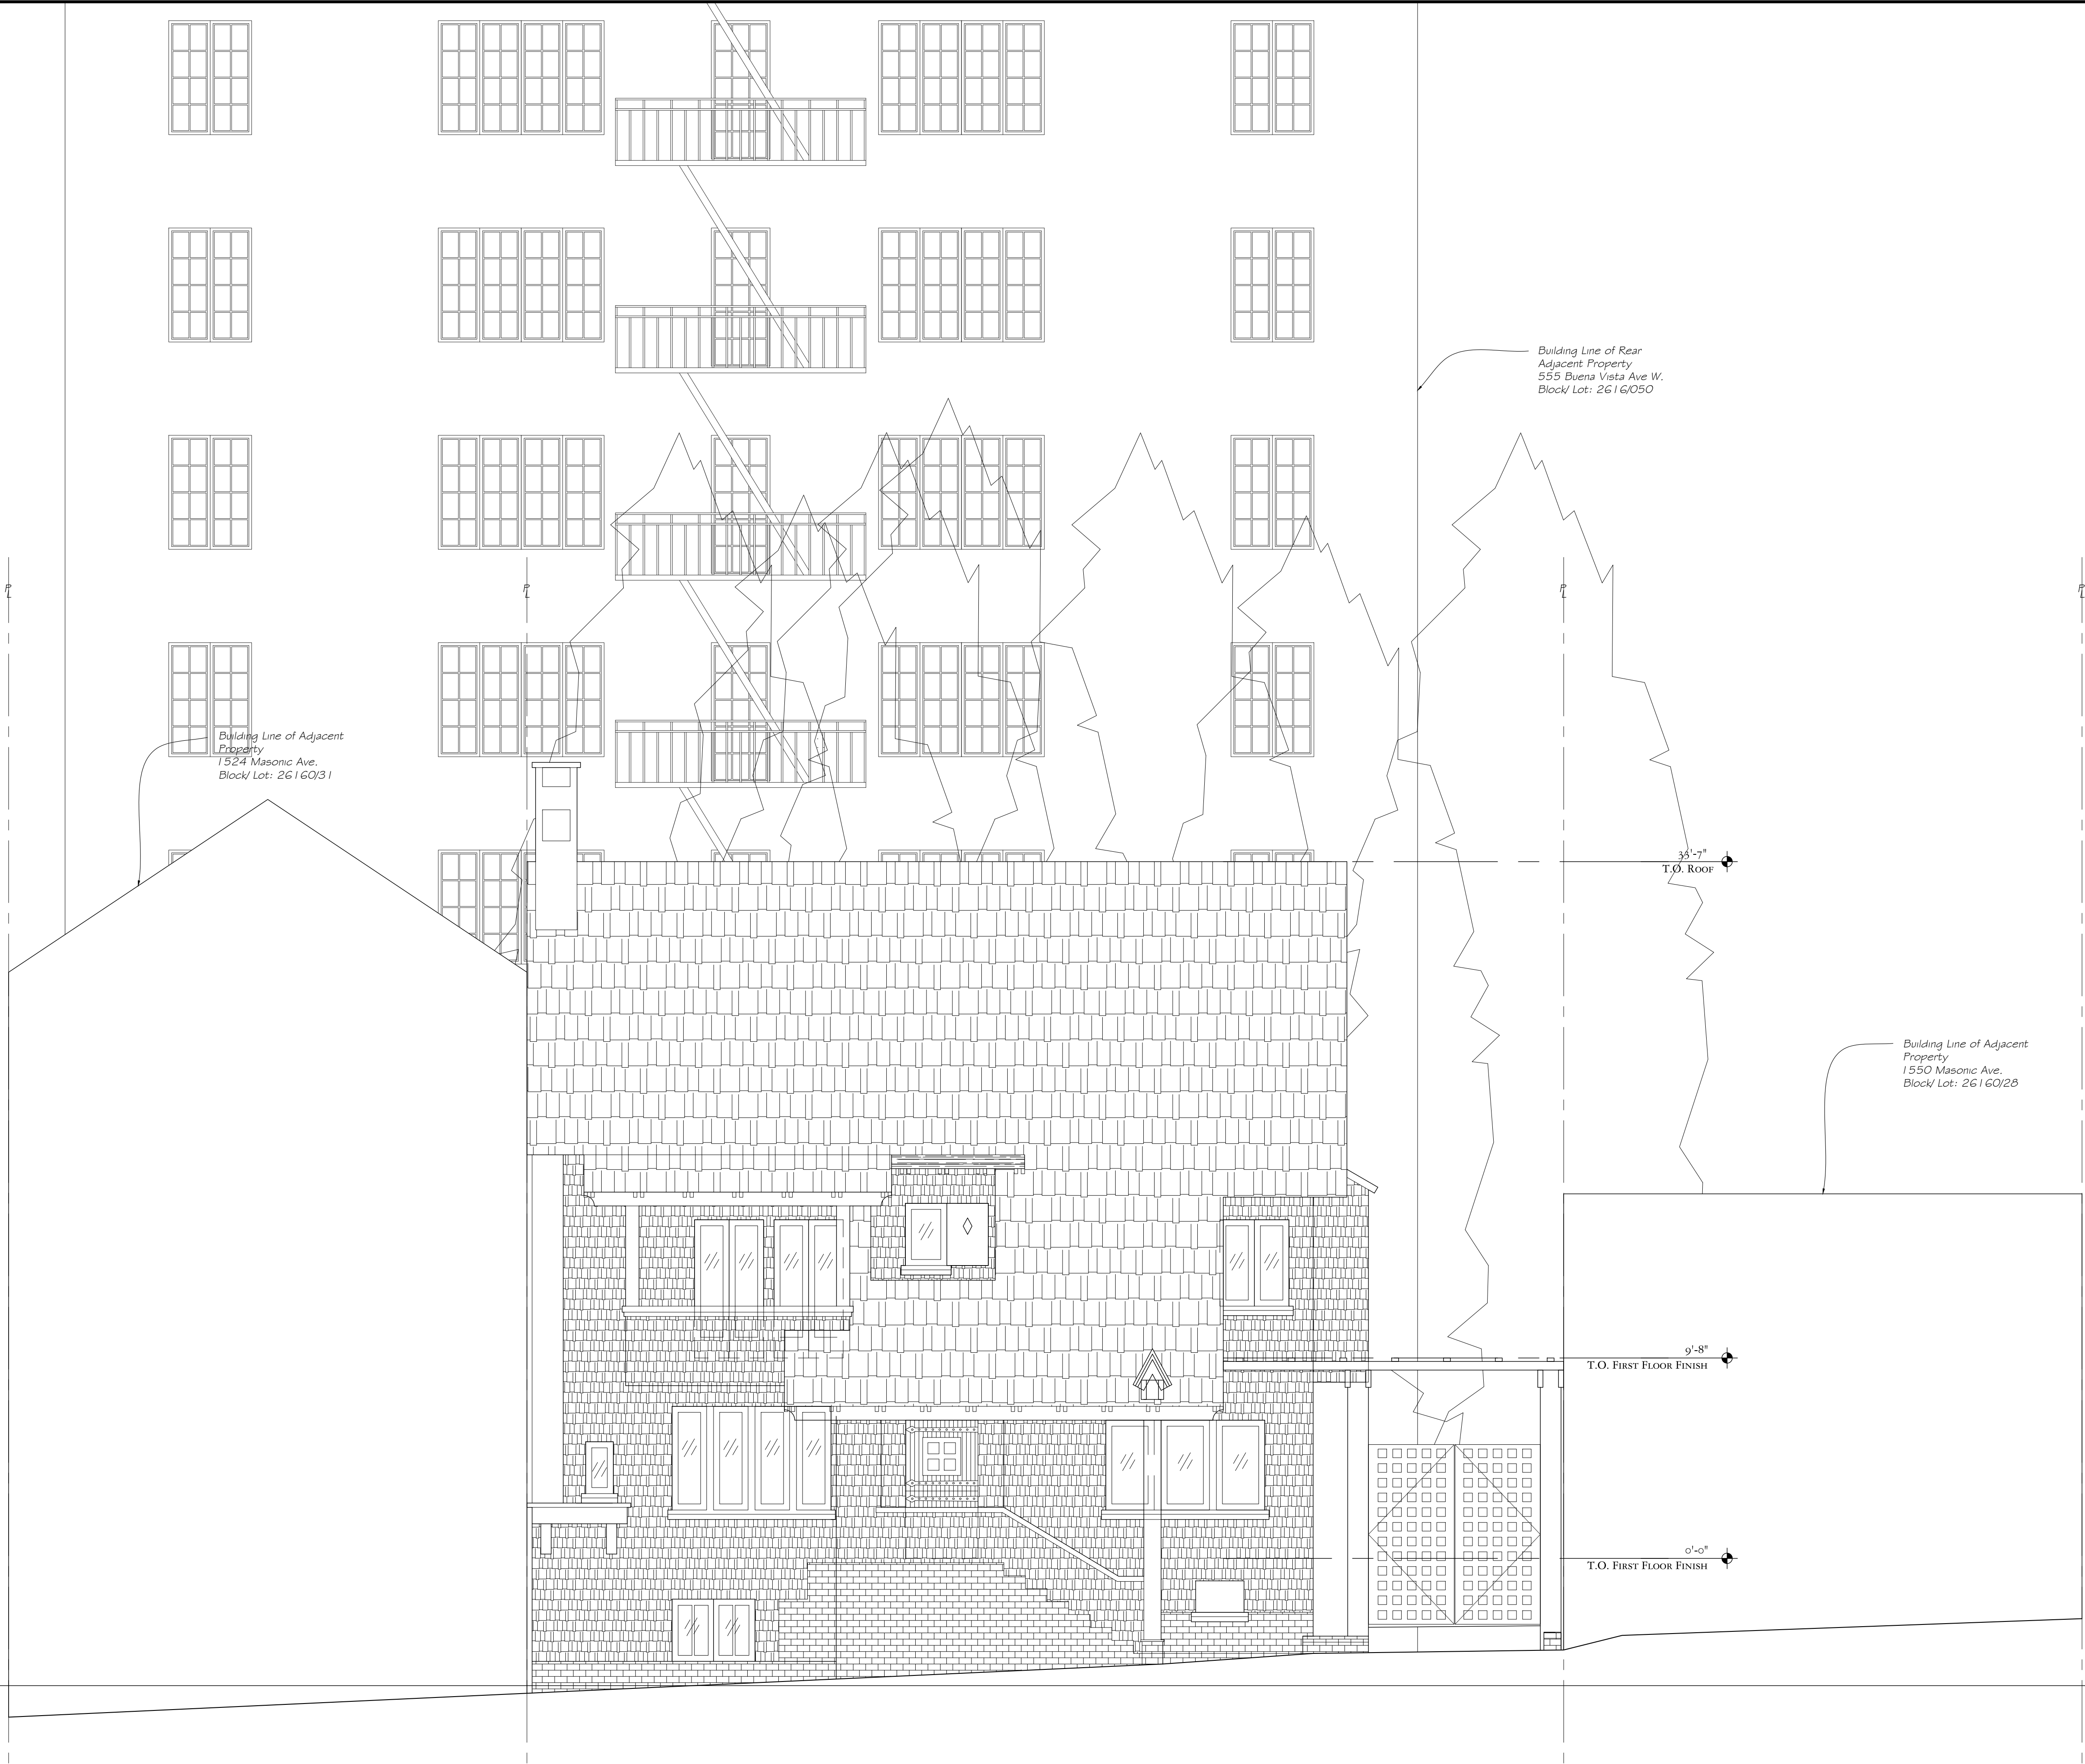 Building Line of Rear
Adjacent Property
555 Buena Vista Ave W.
Block/ Lot: 2616/050
PL
PL
PL
PL
Building Line of Adjacent
Property
1524 Masonic Ave.
Block/ Lot: 26160/31
33'-7"
T.O. Roof
Building Line of Adjacent
Property
1550 Masonic Ave.
Block/ Lot: 26160/28
9'-8"
T.O. First Floor Finish
0'-0"
T.O. First Floor Finish